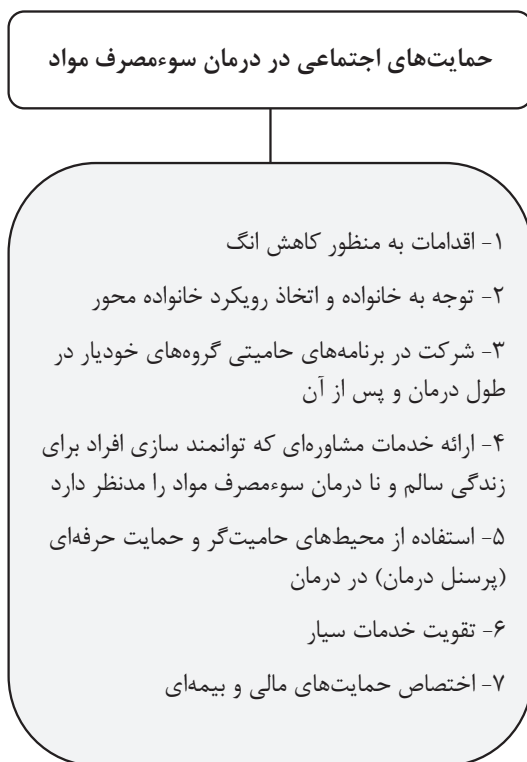 حمایت‌های اجتماعی در درمان سوءمصرف مواد
۱- اقدامات به منظور کاهش انگ
۲- توجه به خانواده و اتخاذ رویکرد خانواده محور
۳- شرکت در برنامه‌های حامیتی گروه‌های خودیار در
طول درمان و پس از آن
۴- ارائه خدمات مشاوره‌ای که توانمند سازی افراد برای
زندگی سالم و نا درمان سوءمصرف مواد را مدنظر دارد
۵- استفاده از محیط‌های حامیت‌گر و حمایت حرفه‌ای
(پرسنل درمان) در درمان
۶- تقویت خدمات سیار
۷- اختصاص حمایت‌های مالی و بیمه‌ای